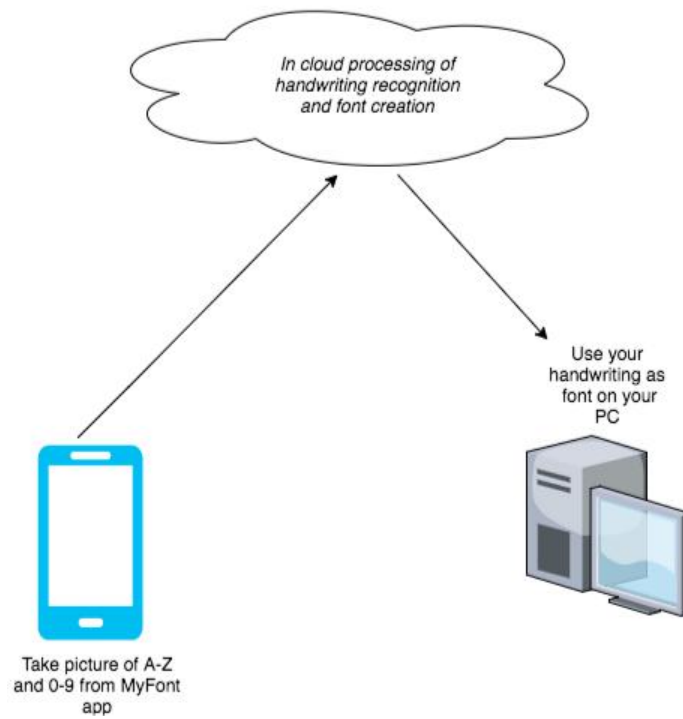 In cloud processing of
handwriting recognition
and font creation
Use your
handwriting as
font on your
PC
Take picture of A-Z
and 0-9 from MyFont
app